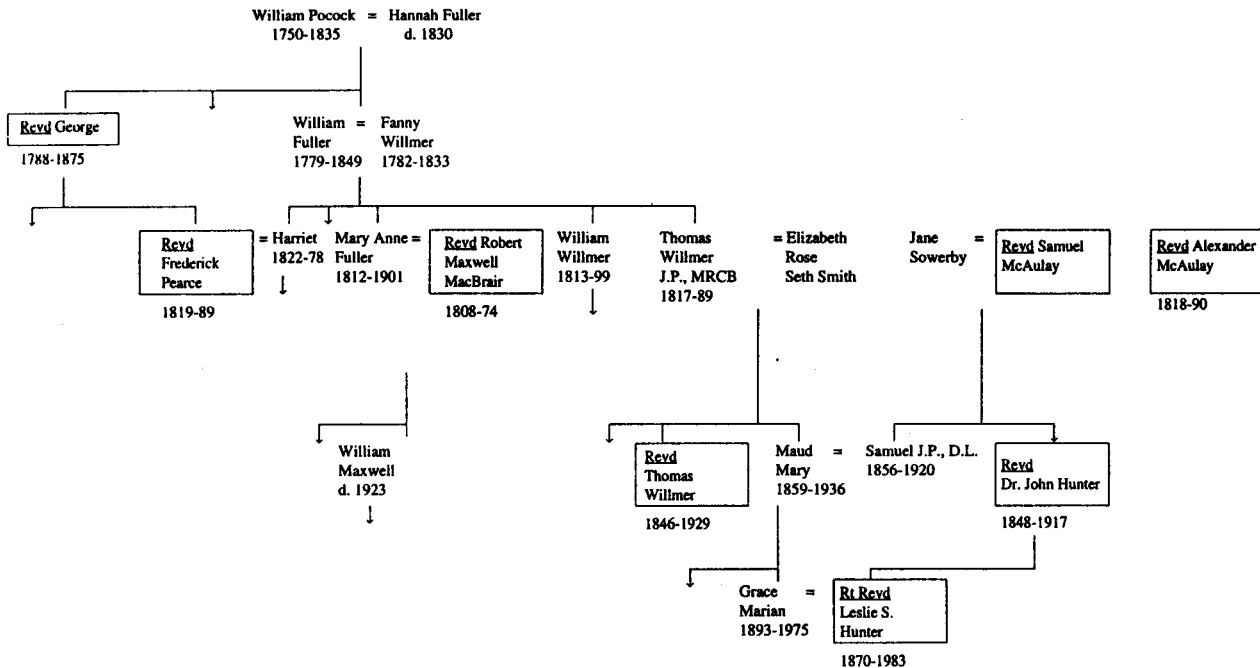 William Pocock = Hannah Fuller
1750-1835 d. 1830
Revd George
1788-1875
William = Fanny
Fuller Willmer
1779-1849 1782-1833
Revd
Frederick
Pearce
1819-89
= Harriet
1822-78
Mary Anne =
Fuller
1812-1901
Revd Robert
Maxwell
MacBrair
1808-74
William
Willmer
1813-99
Thomas
Willmer
J.P., MRCB
1817-89
= Elizabeth
Rose
Seth Smith
Jane =
Sowerby
Revd Samuel
McAulay
Revd Alexander
McAulay
1818-90
William
Maxwell
d. 1923
Revd
Thomas
Willmer
1846-1929
Maud =
Mary
1859-1936
Samuel J.P., D.L.
1856-1920
Revd
Dr. John Hunter
1848-1917
Grace =
Marian
1893-1975
Rt Revd
Leslie S.
Hunter
1870-1983